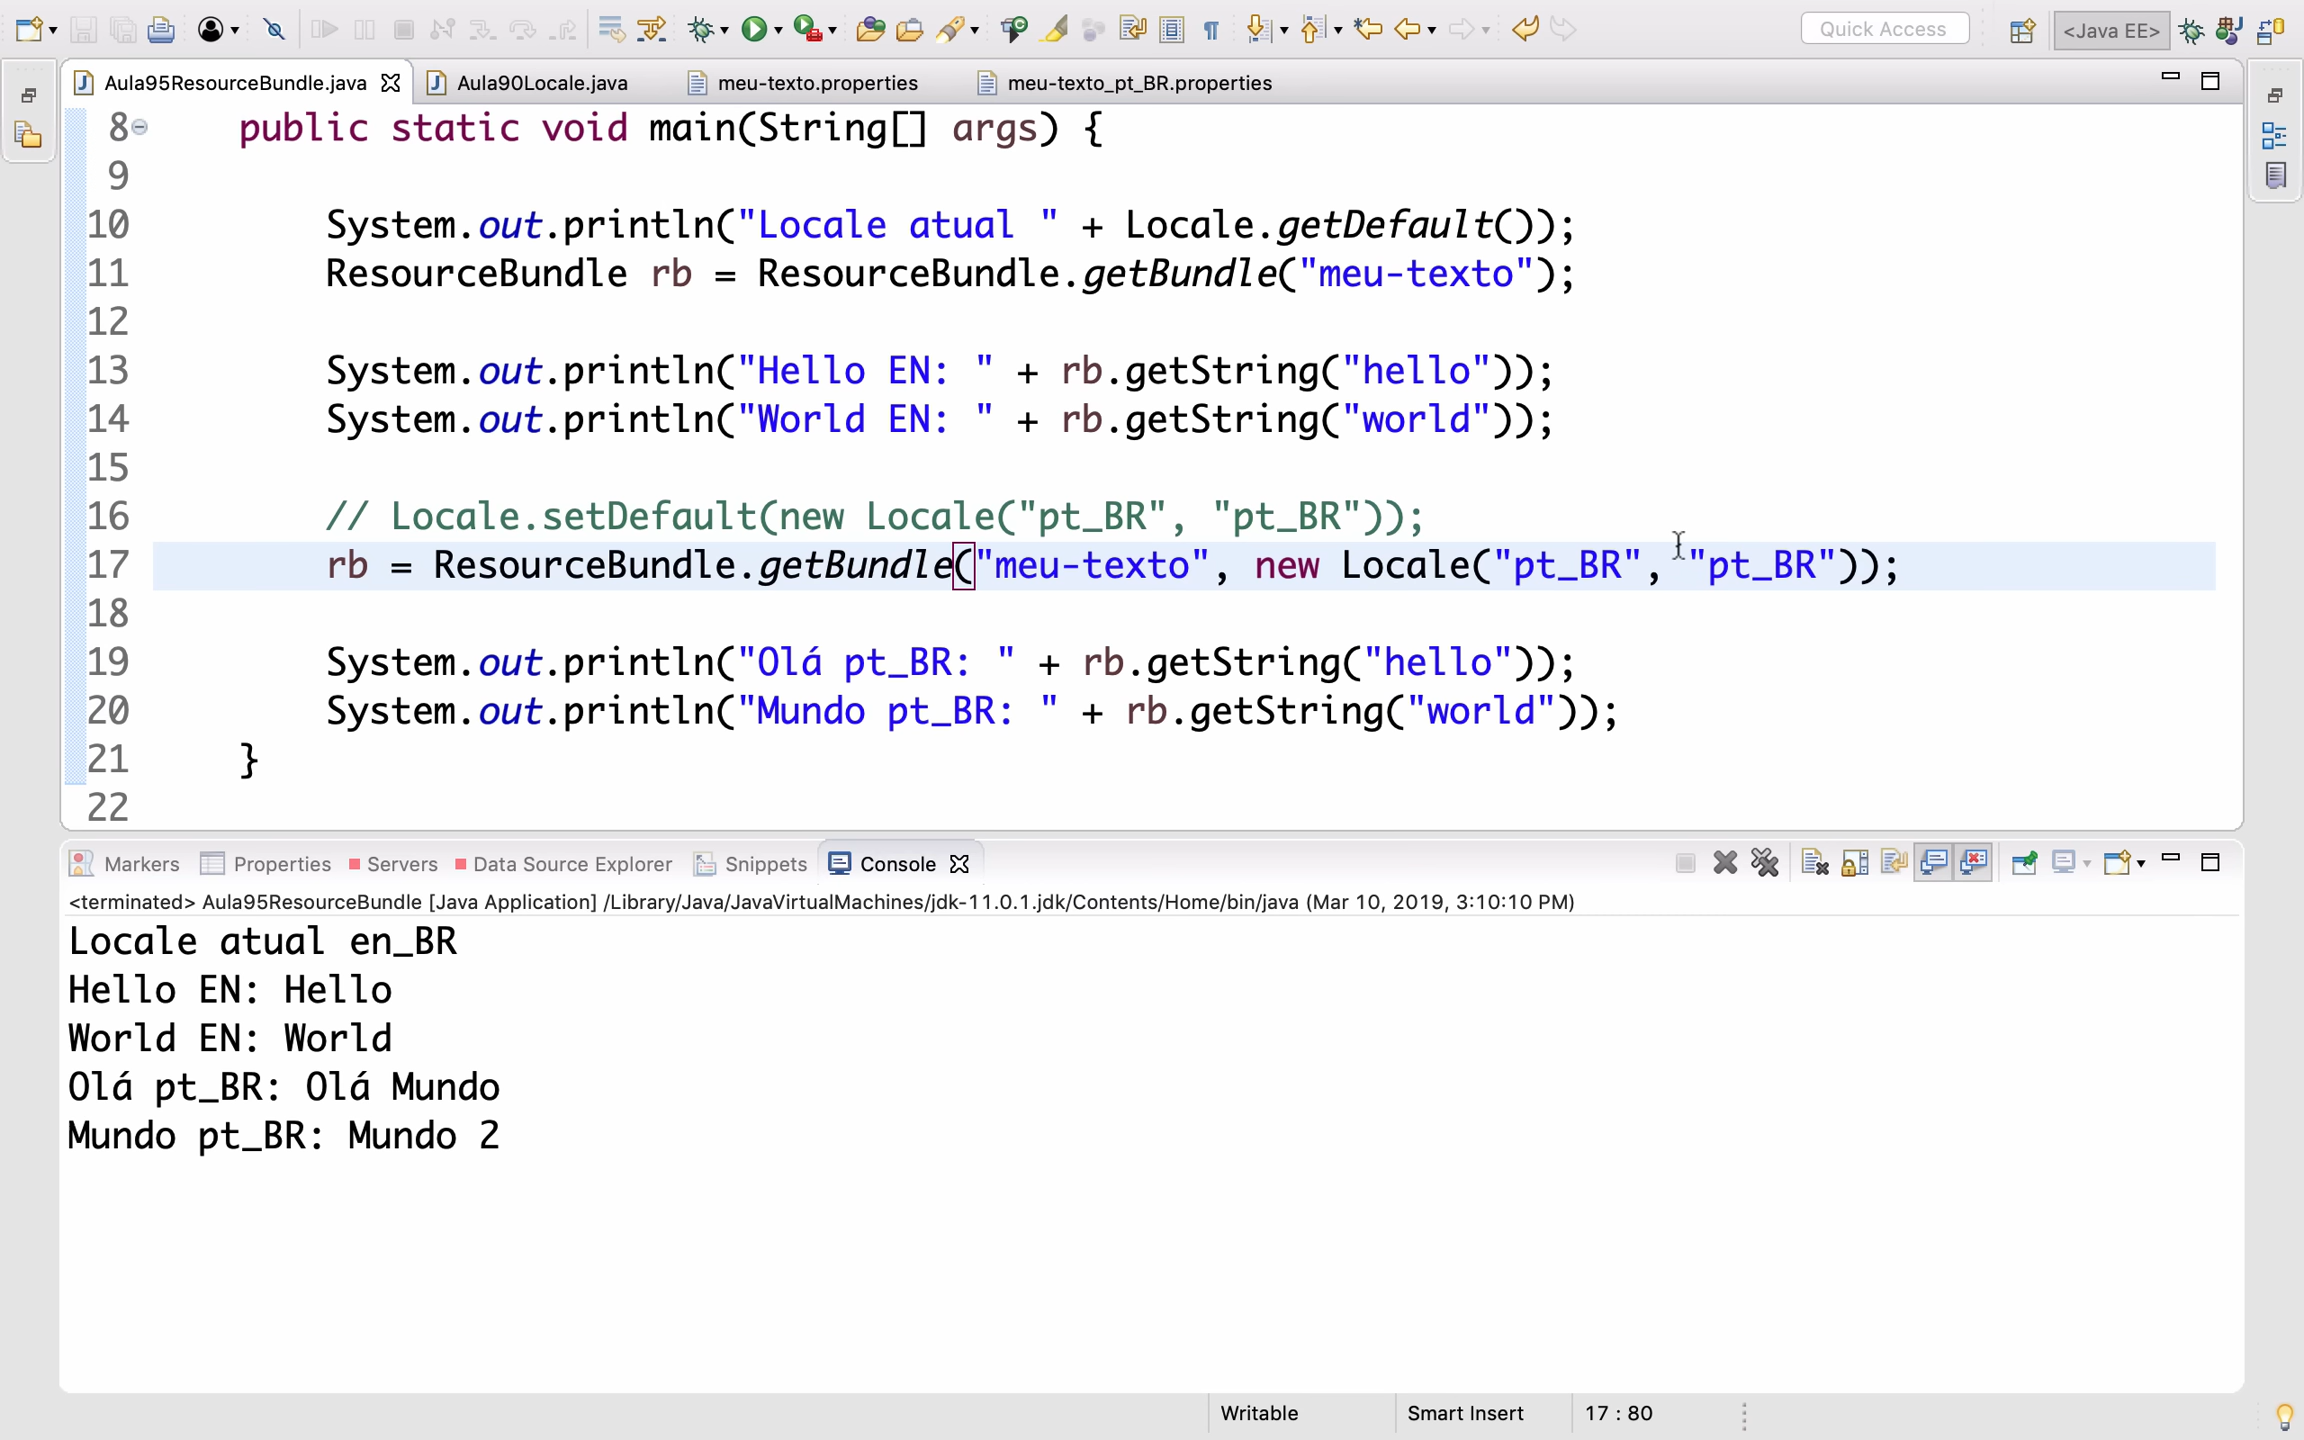 Quick Access
<Java EE>
Aula95ResourceBundle.java
Aula90Locale.java
meu-texto.properties
meu-texto_pt_BR.properties
8 public static void main(String[] args) {
9
10 System.out.println("Locale atual " + Locale.getDefault());
11 ResourceBundle rb = ResourceBundle.getBundle("meu-texto");
12
13 System.out.println("Hello EN: " + rb.getString("hello"));
14 System.out.println("World EN: " + rb.getString("world"));
15
16 // Locale.setDefault(new Locale("pt_BR", "pt_BR"));
17 rb = ResourceBundle.getBundle("meu-texto", new Locale("pt_BR", "pt_BR"));
18
19 System.out.println("Olá pt_BR: " + rb.getString("hello"));
20 System.out.println("Mundo pt_BR: " + rb.getString("world"));
21 }
22
Markers
Properties
Servers
Data Source Explorer
Snippets
Console
<terminated> Aula95ResourceBundle [Java Application] /Library/Java/JavaVirtualMachines/jdk-11.0.1.jdk/Contents/Home/bin/java (Mar 10, 2019, 3:10:10 PM)
Locale atual en_BR
Hello EN: Hello
World EN: World
Olá pt_BR: Olá Mundo
Mundo pt_BR: Mundo 2
Writable
Smart Insert
17 : 80